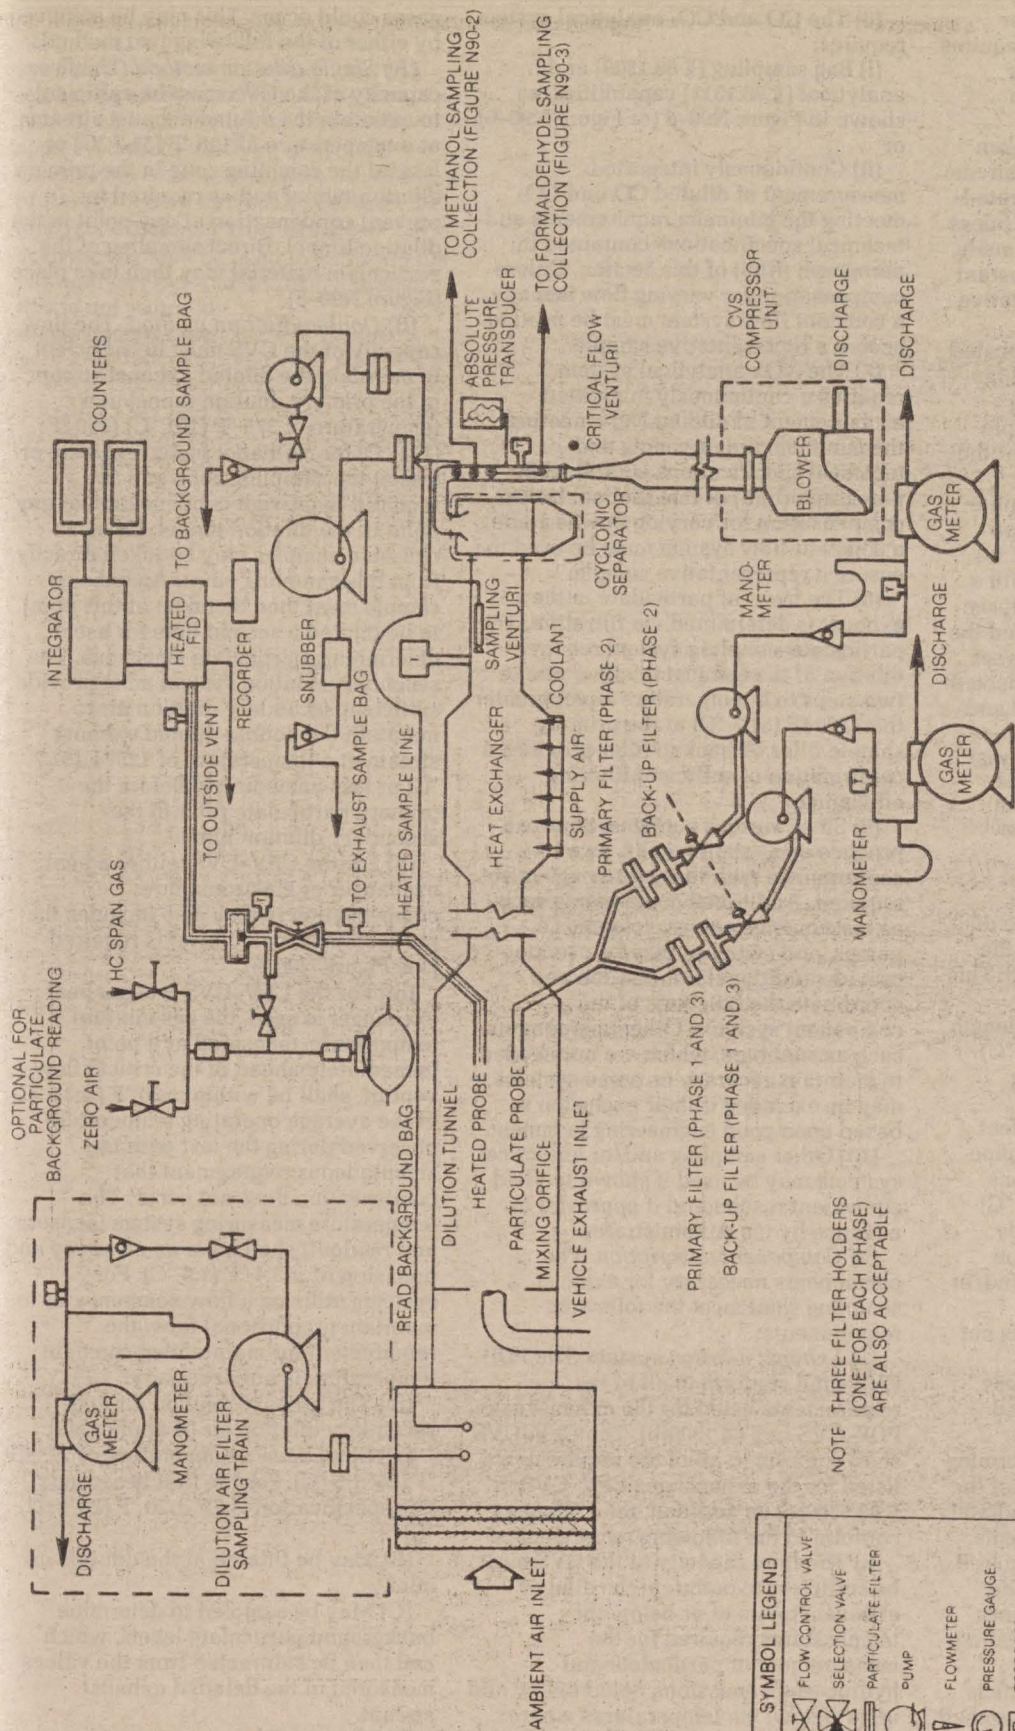 OPTIONAL FOR
PARTICULATE
BACKGROUND READING
ZERO AIR
HC SPAN GAS
INTEGRATOR
COUNTERS
HEATED
FID
RECORDER
TO OUTSIDE VENT
TO BACKGROUND SAMPLE BAG
SNUBBER
TO EXHAUST SAMPLE BAG
HEATED SAMPLE LINE
READ BACKGROUND BAG
DISCHARGE
GAS
METER
MANOMETER
DILUTION AIR FILTER
SAMPLING TRAIN
AMBIENT AIR INLET
DILUTION TUNNEL
HEATED PROBE
PARTICULATE PROBE
MIXING ORIFICE
VEHICLE EXHAUST INLET
HEAT EXCHANGER
SUPPLY AIR
COOLANT
SAMPLING
VENTURI
CYCLONIC
SEPARATOR
TO METHANOL SAMPLING
COLLECTION (FIGURE N90-2)
ABSOLUTE
PRESSURE
TRANSDUCER
TO FORMALDEHYDE SAMPLING
COLLECTION (FIGURE N90-3)
CRITICAL FLOW
VENTURI
CVS
COMPRESSOR
UNIT
BLOWER
DISCHARGE
PRIMARY FILTER (PHASE 2)
BACK-UP FILTER (PHASE 2)
PRIMARY FILTER (PHASE 1 AND 3)
BACK-UP FILTER (PHASE 1 AND 3)
MANO-
METER
GAS
METER
DISCHARGE
MANOMETER
GAS
METER
DISCHARGE
NOTE THREE FILTER HOLDERS
(ONE FOR EACH PHASE)
ARE ALSO ACCEPTABLE
SYMBOL LEGEND
FLOW CONTROL VALVE
SELECTION VALVE
PARTICULATE FILTER
PUMP
FLOWMETER
PRESSURE GAUGE